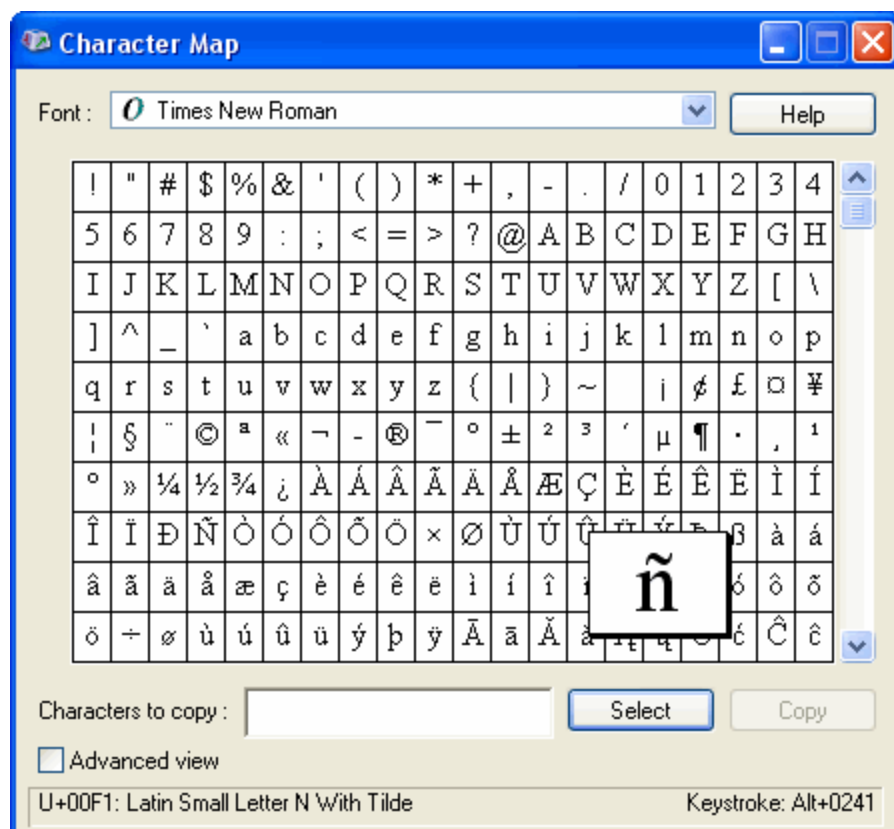 Character Map
Font : O Times New Roman Help
! " # $ % & ' ( ) * + , - . / 0 1 2 3 4
5 6 7 8 9 : ; < = > ? @ A B C D E F G H
I J K L M N O P Q R S T U V W X Y Z [ \
] ^ _ ` a b c d e f g h i j k l m n o p
q r s t u v w x y z { | } ~ ¡ ¢ £ ¤ ¥
¦ § ¨ © ª « ¬ - ® ¯ ° ± ² ³ ´ µ ¶ · ¸ ¹
º » ¼ ½ ¾ ¿ À Á Â Ã Ä Å Æ Ç È É Ê Ë Ì Í
Î Ï Ð Ñ Ò Ó Ô Õ Ö × Ø Ù Ú Û Ü Ý ß à á
ñ
â ã ä å æ ç è é ê ë ì í î ó ô õ
ö ÷ ø ù ú û ü ý þ ÿ Ā ā Ă ć Ĉ ĉ
Characters to copy : Select Copy
Advanced view
U+00F1: Latin Small Letter N With Tilde Keystroke: Alt+0241